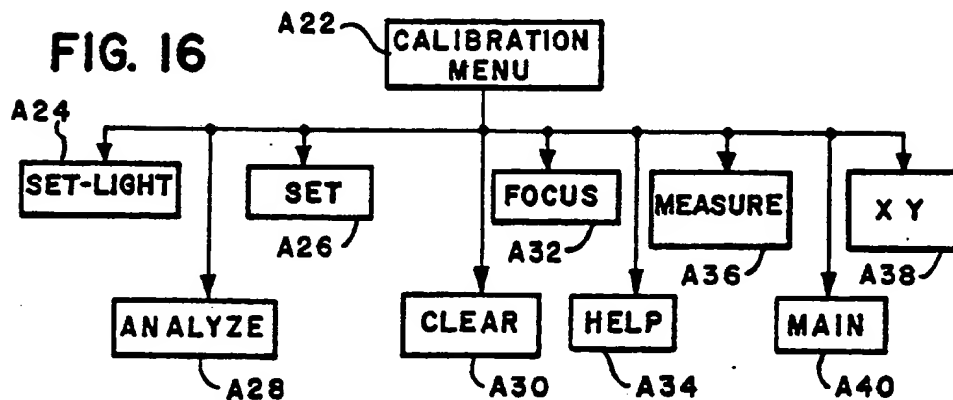 FIG. 16
A22
CALIBRATION
MENU
A24
SET-LIGHT
SET
A26
FOCUS
A32
MEASURE
A36
X Y
A38
ANALYZE
A28
CLEAR
A30
HELP
A34
MAIN
A40